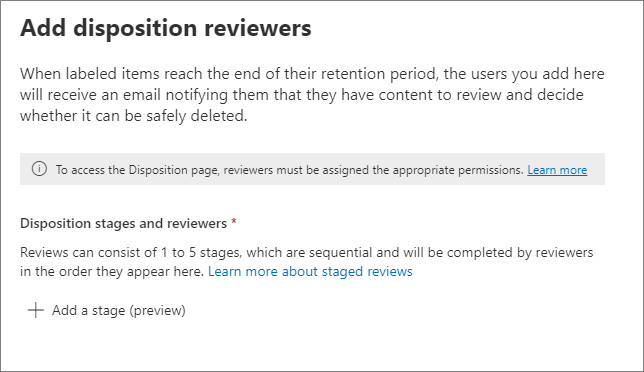 Add disposition reviewers
When labeled items reach the end of their retention period, the users you add here
will receive an email notifying them that they have content to review and decide
whether it can be safely deleted.
To access the Disposition page, reviewers must be assigned the appropriate permissions. Learn more
Disposition stages and reviewers *
Reviews can consist of 1 to 5 stages, which are sequential and will be completed by reviewers
in the order they appear here. Learn more about staged reviews
+ Add a stage (preview)